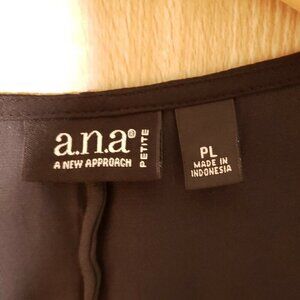 a.n.a®
A NEW APPROACH
PETITE
PL
MADE IN
INDONESIA